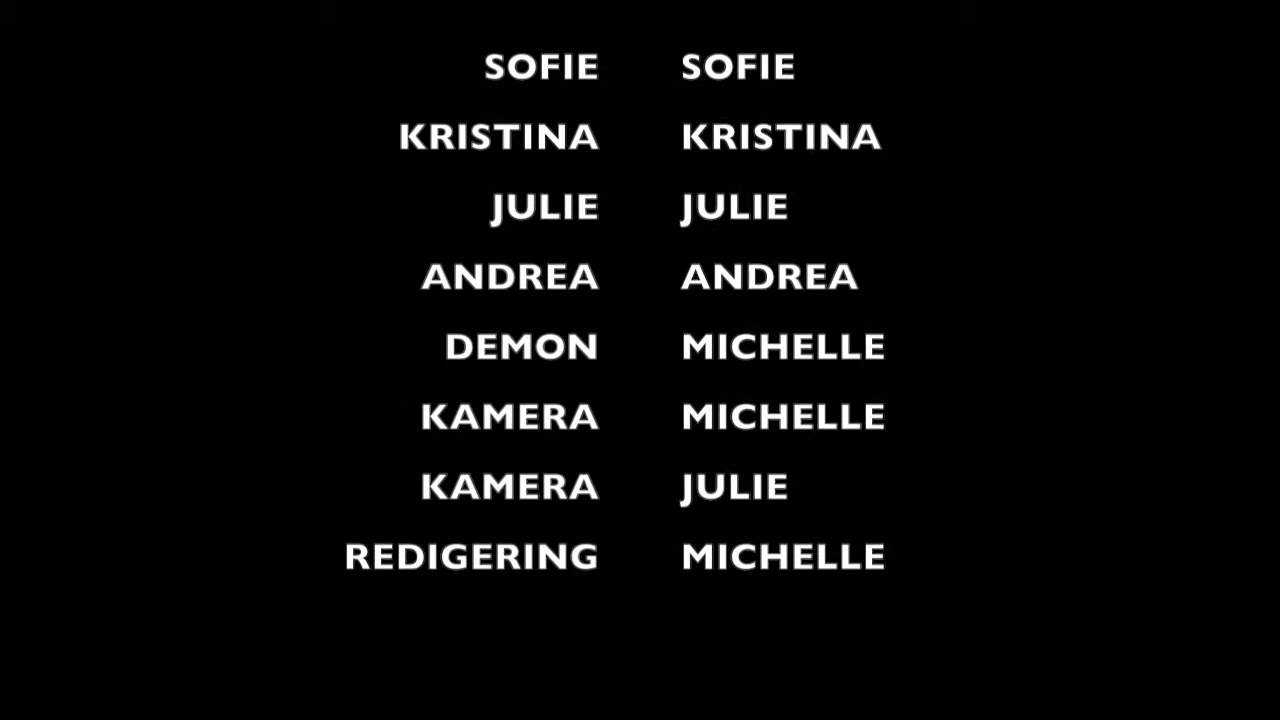 SOFIE SOFIE
KRISTINA KRISTINA
JULIE JULIE
ANDREA ANDREA
DEMON MICHELLE
KAMERA MICHELLE
KAMERA JULIE
REDIGERING MICHELLE